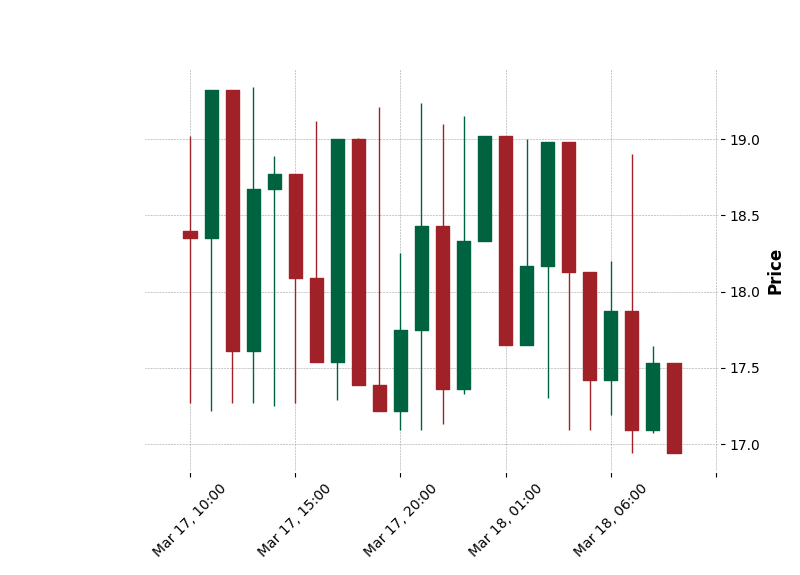 19.0
18.5
18.0
17.5
17.0
Price
Mar 17, 10:00
Mar 17, 15:00
Mar 17, 20:00
Mar 18, 01:00
Mar 18, 06:00